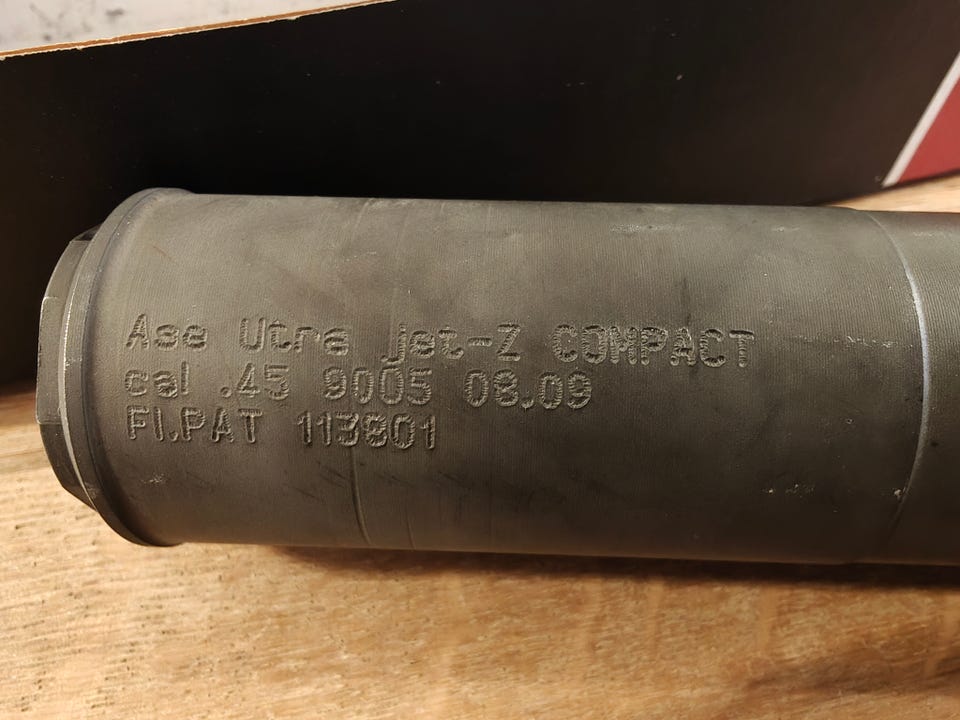 Ase Utra jet-Z COMPACT
cal .45 9005 08.09
FI.PAT 113801